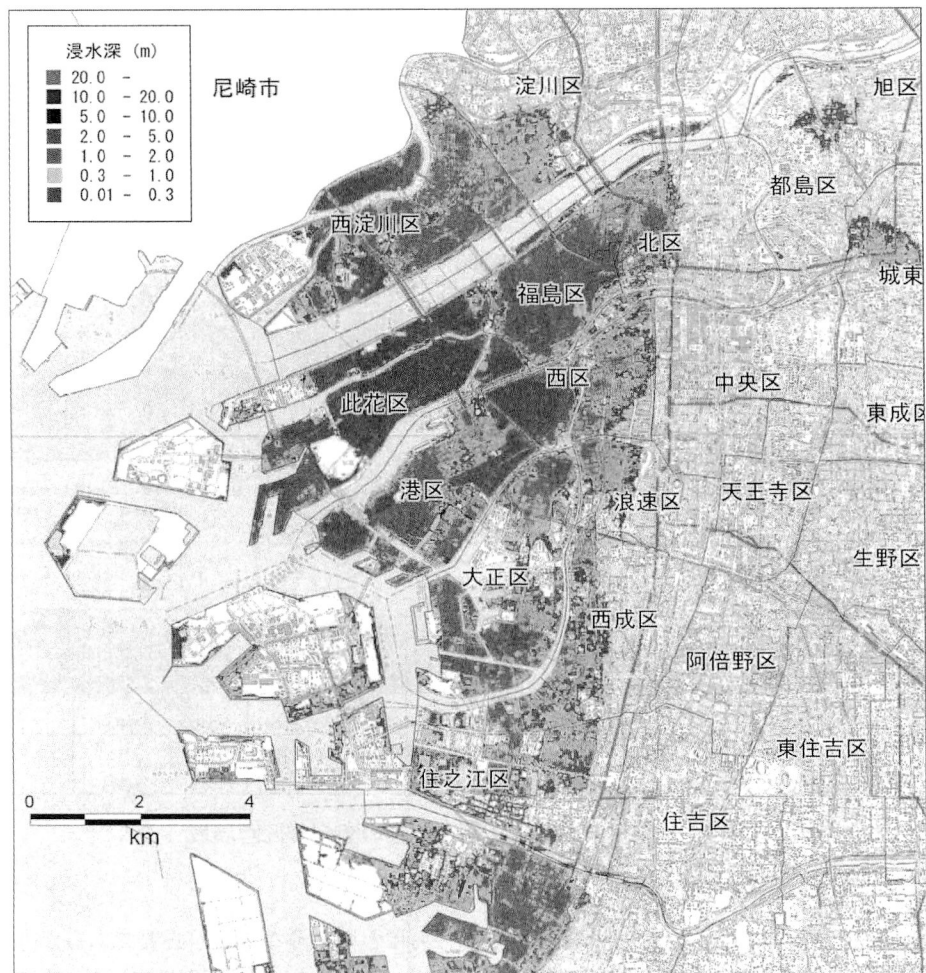 浸水深 (m)
20.0 -
10.0 - 20.0
5.0 - 10.0
2.0 - 5.0
1.0 - 2.0
0.3 - 1.0
0.01 - 0.3
尼崎市
淀川区
旭区
都島区
西淀川区
北区
城東
福島区
西区
中央区
此花区
東成区
港区
浪速区
天王寺区
生野区
大正区
西成区
阿倍野区
東住吉区
住之江区
住吉区
0 2 4
km